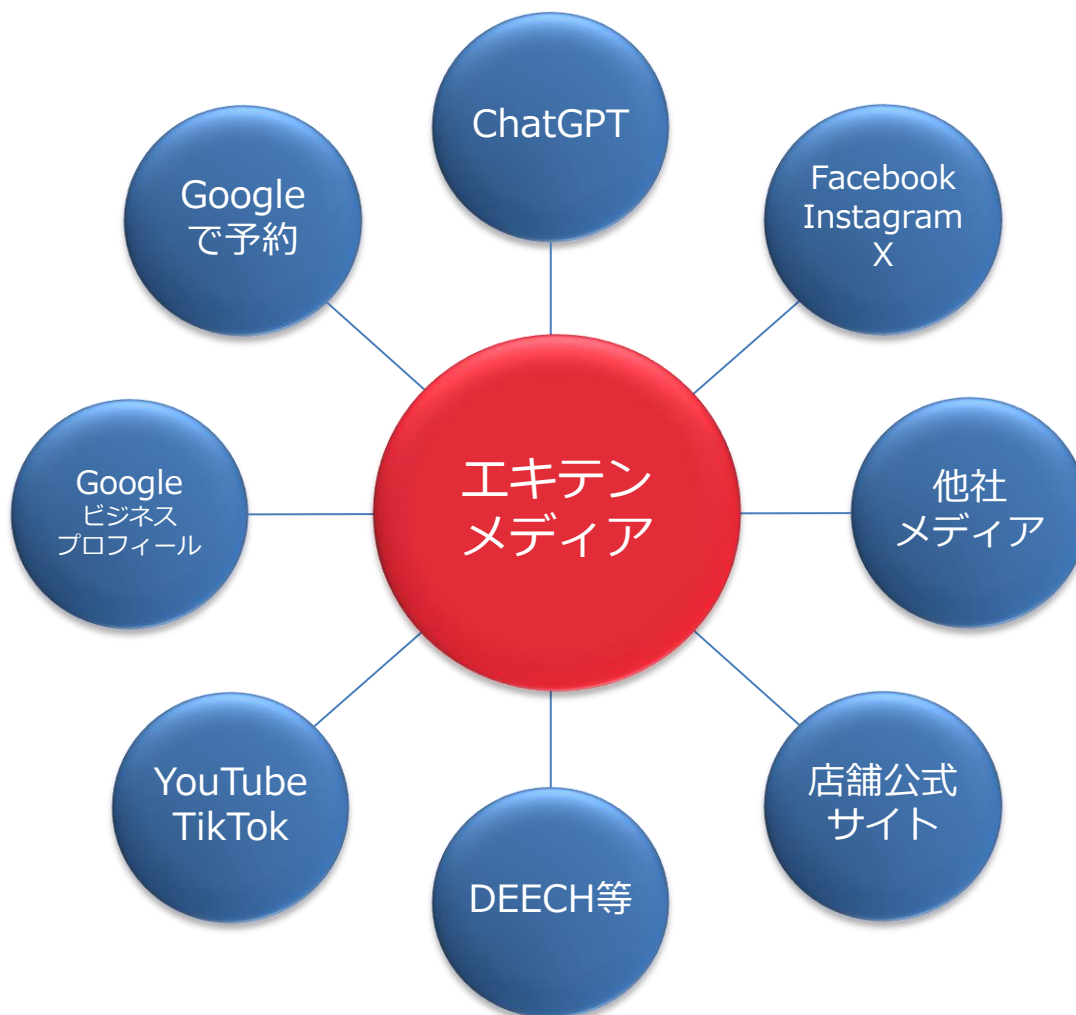 ChatGPT
Facebook
Instagram
X
Google
で予約
エキテン
メディア
他社
メディア
Google
ビジネス
プロフィール
YouTube
TikTok
店舗公式
サイト
DEECH等